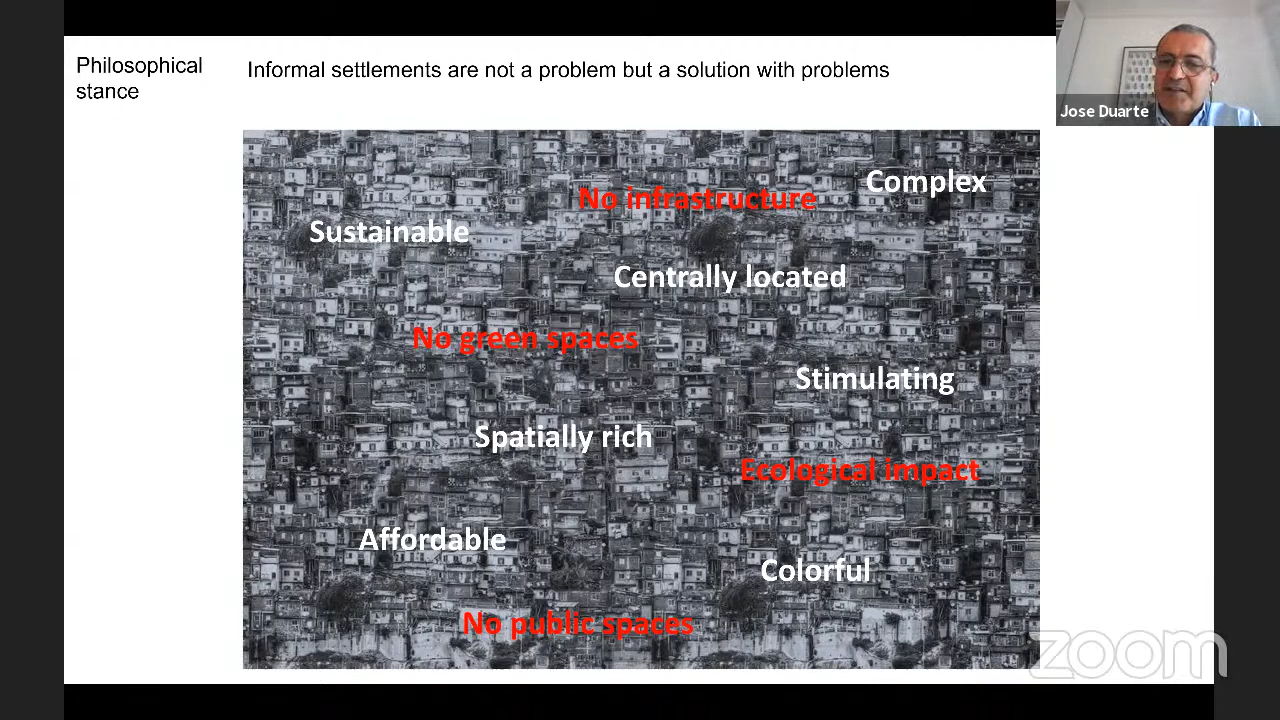 Philosophical
stance
Informal settlements are not a problem but a solution with problems
Jose Duarte
Complex
No infrastructure
Sustainable
Centrally located
No green spaces
Stimulating
Spatially rich
Ecological impact
Affordable
Colorful
No public spaces
zoom